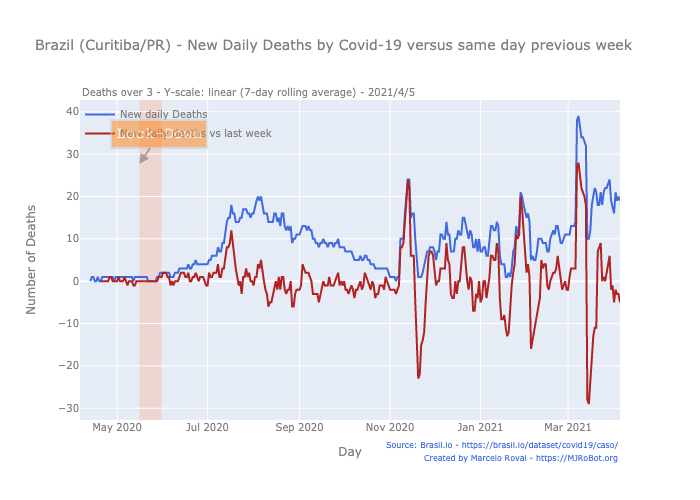 Brazil (Curitiba/PR) - New Daily Deaths by Covid-19 versus same day previous week
Deaths over 3 - Y-scale: linear (7-day rolling average) - 2021/4/5
New daily Deaths
New daily Deaths vs last week
Lock-Down
Number of Deaths
40
30
20
10
0
−10
−20
−30
May 2020
Jul 2020
Sep 2020
Nov 2020
Jan 2021
Mar 2021
Day
Source: Brasil.io - https://brasil.io/dataset/covid19/caso/
Created by Marcelo Rovai - https://MJRoBot.org